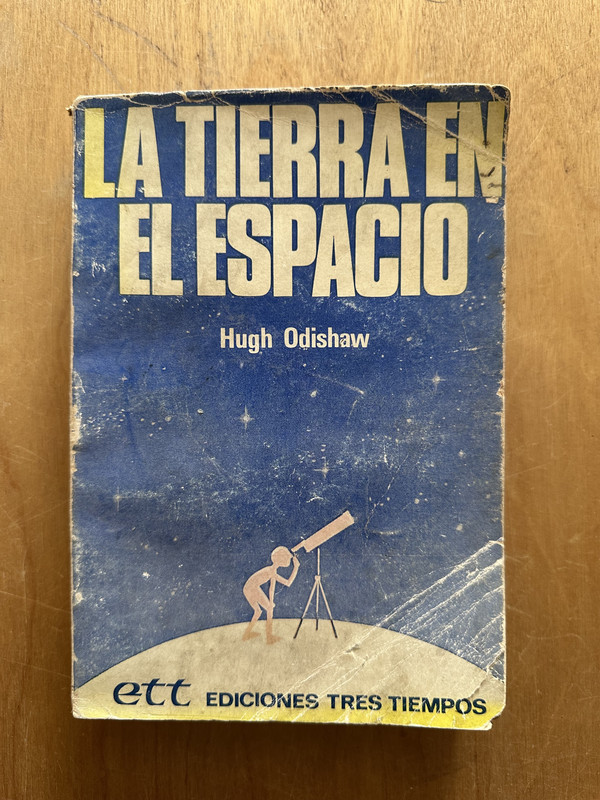 LA TIERRA EN
EL ESPACIO
Hugh Odishaw
ett EDICIONES TRES TIEMPOS